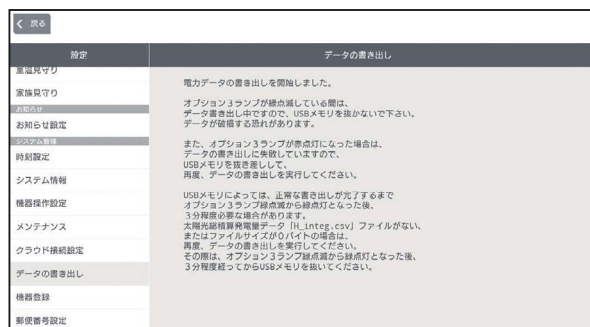 戻る
設定
データの書き出し
室温見守り
家族見守り
お知らせ
お知らせ設定
システム管理
時刻設定
システム情報
機器操作設定
メンテナンス
クラウド接続設定
データの書き出し
機器登録
郵便番号設定
電力データの書き出しを開始しました。
オプション3ランプが緑点滅している間は、
データ書き出し中ですので、USBメモリを抜かないで下さい。
データが破損する恐れがあります。
また、オプション3ランプが赤点灯になった場合は、
データの書き出しに失敗していますので、
USBメモリを抜き差しして、
再度、データの書き出しを実行してください。
USBメモリによっては、正常な書き出しが完了するまで
オプション3ランプ緑点滅から緑点灯となった後、
3分程度必要な場合があります。
太陽光総積算発電量データ「H_integ.csv」ファイルがない、
またはファイルサイズが0バイトの場合は、
再度、データの書き出しを実行してください。
その際は、オプション3ランプ緑点滅から緑点灯となった後、
3分程度経ってからUSBメモリを抜いてください。